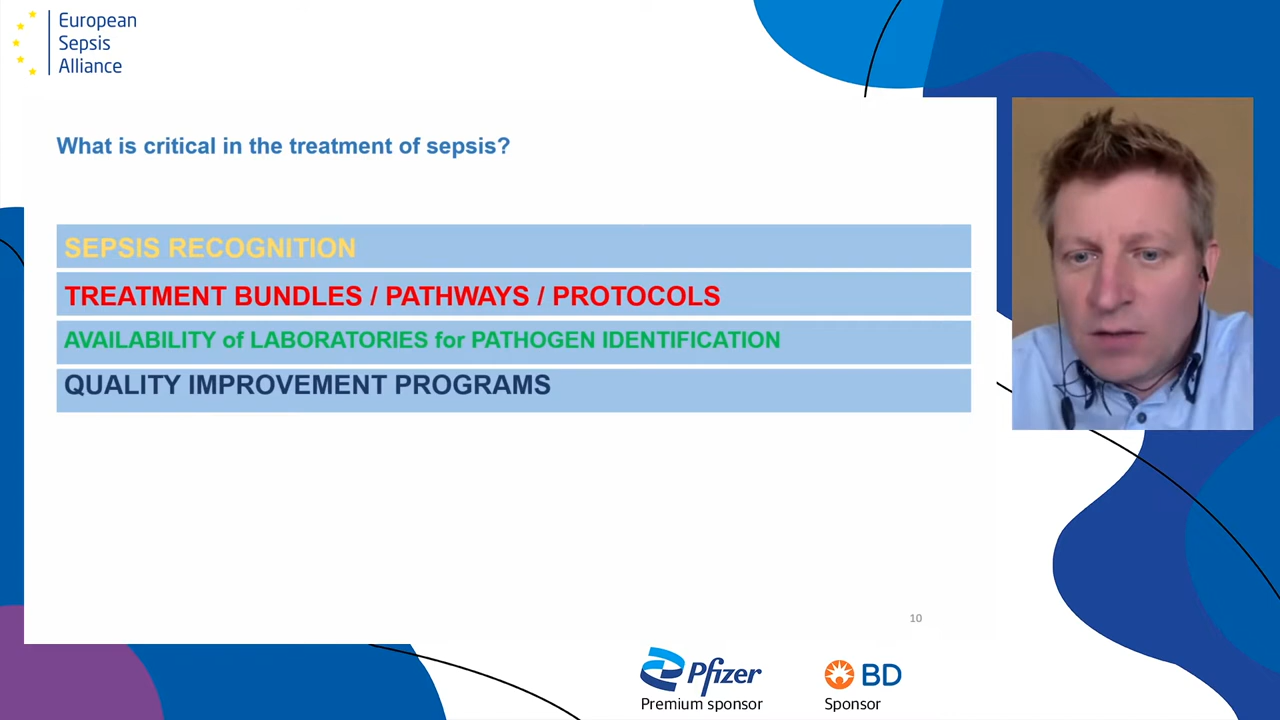 European
Sepsis
Alliance
What is critical in the treatment of sepsis?
SEPSIS RECOGNITION
TREATMENT BUNDLES / PATHWAYS / PROTOCOLS
AVAILABILITY of LABORATORIES for PATHOGEN IDENTIFICATION
QUALITY IMPROVEMENT PROGRAMS
10
Pfizer
Premium sponsor
BD
Sponsor